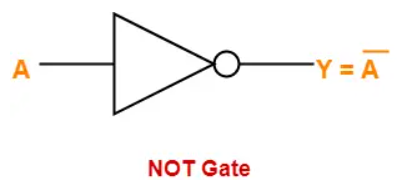 A Y = A̅
NOT Gate